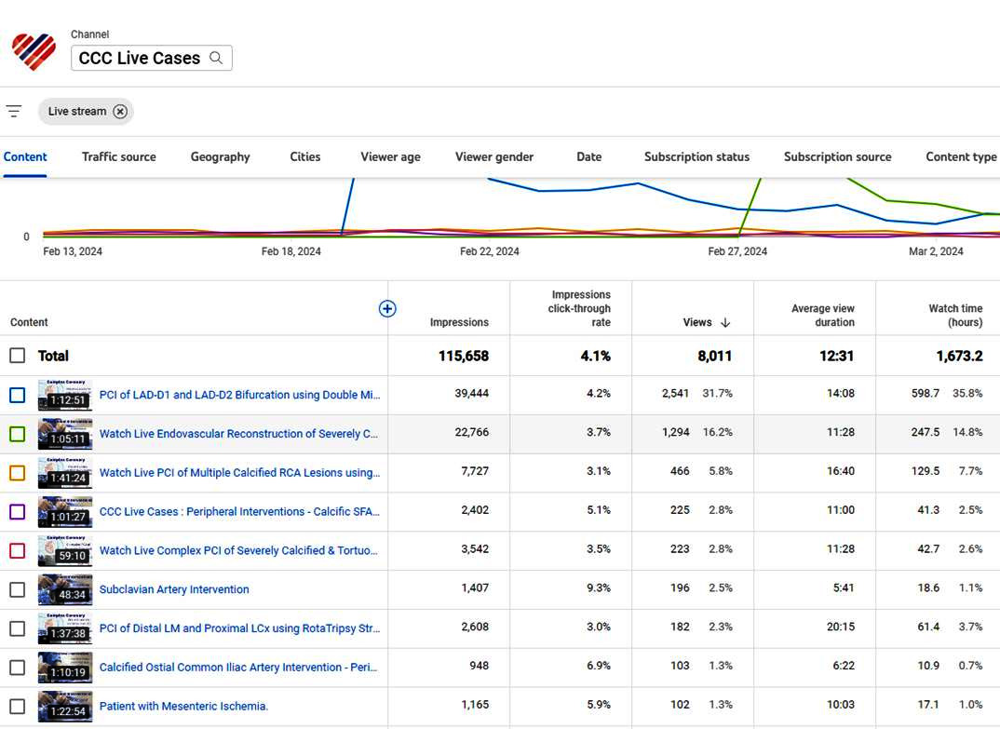 Channel
CCC Live Cases
Live stream
Content Traffic source Geography Cities Viewer age Viewer gender Date Subscription status Subscription source Content type
0
Feb 13, 2024 Feb 18, 2024 Feb 22, 2024 Feb 27, 2024 Mar 2, 2024
Content Impressions Impressions click-through rate Views Average view duration Watch time (hours)
Total 115,658 4.1% 8,011 12:31 1,673.2
1:12:51 PCI of LAD-D1 and LAD-D2 Bifurcation using Double Mi... 39,444 4.2% 2,541 31.7% 14:08 598.7 35.8%
1:05:11 Watch Live Endovascular Reconstruction of Severely C... 22,766 3.7% 1,294 16.2% 11:28 247.5 14.8%
1:41:24 Watch Live PCI of Multiple Calcified RCA Lesions using... 7,727 3.1% 466 5.8% 16:40 129.5 7.7%
1:01:27 CCC Live Cases : Peripheral Interventions - Calcific SFA... 2,402 5.1% 225 2.8% 11:00 41.3 2.5%
59:10 Watch Live Complex PCI of Severely Calcified & Tortuo... 3,542 3.5% 223 2.8% 11:28 42.7 2.6%
48:34 Subclavian Artery Intervention 1,407 9.3% 196 2.5% 5:41 18.6 1.1%
1:37:38 PCI of Distal LM and Proximal LCx using RotaTripsy Str... 2,608 3.0% 182 2.3% 20:15 61.4 3.7%
1:10:19 Calcified Ostial Common Iliac Artery Intervention - Peri... 948 6.9% 103 1.3% 6:22 10.9 0.7%
1:22:54 Patient with Mesenteric Ischemia. 1,165 5.9% 102 1.3% 10:03 17.1 1.0%